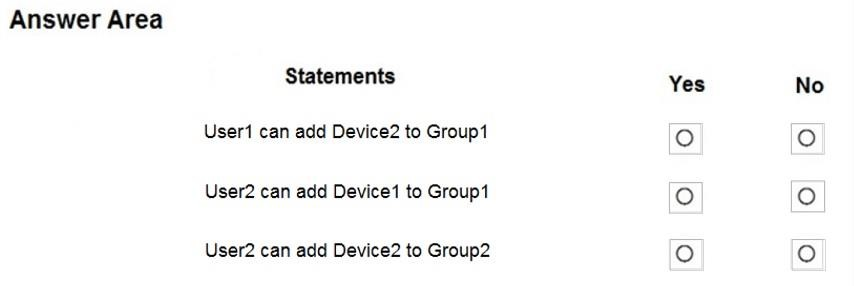 Answer Area
Statements Yes No
User1 can add Device2 to Group1
User2 can add Device1 to Group1
User2 can add Device2 to Group2